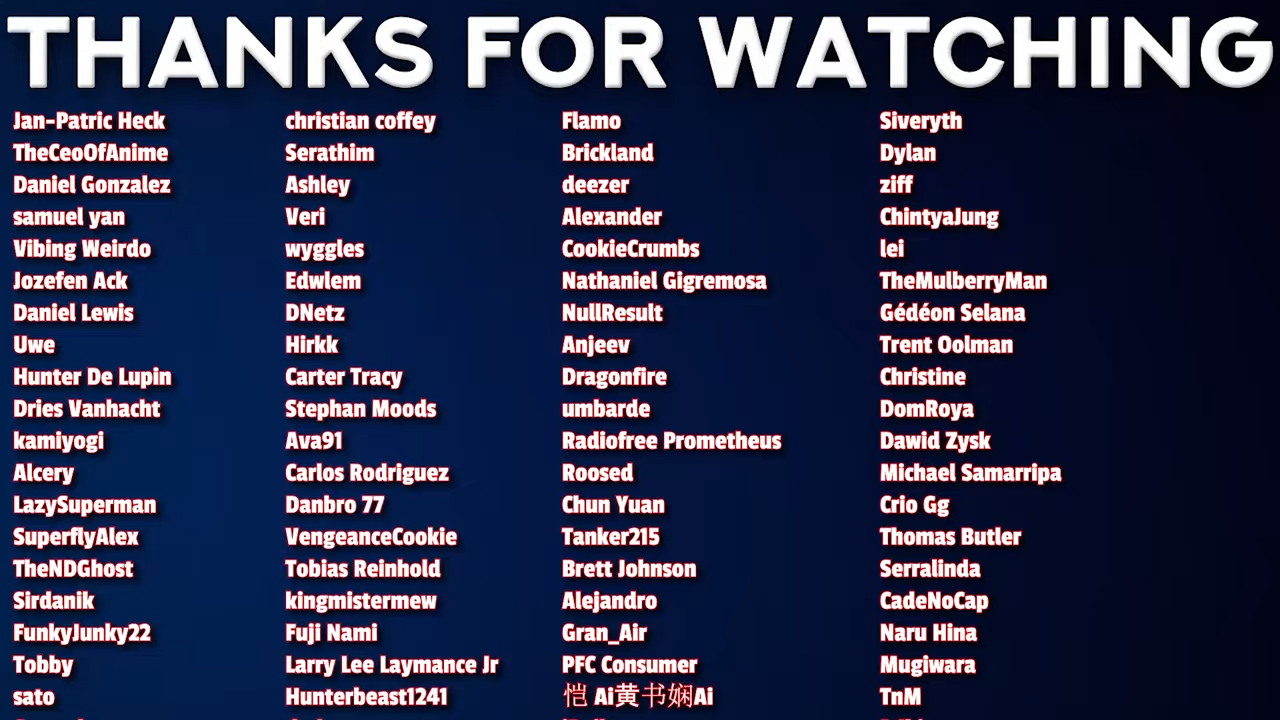 THANKS FOR WATCHING
Jan-Patric Heck
TheCeoOfAnime
Daniel Gonzalez
samuel yan
Vibing Weirdo
Jozefen Ack
Daniel Lewis
Uwe
Hunter De Lupin
Dries Vanhacht
kamiyogi
Alcery
LazySuperman
SuperflyAlex
TheNDGhost
Sirdanik
FunkyJunky22
Tobby
sato
christian coffey
Serathim
Ashley
Veri
wyggles
Edwlem
DNetz
Hirkk
Carter Tracy
Stephan Moods
Ava91
Carlos Rodriguez
Danbro 77
VengeanceCookie
Tobias Reinhold
kingmistermew
Fuji Nami
Larry Lee Laymance Jr
Hunterbeast1241
Flamo
Brickland
deezer
Alexander
CookieCrumbs
Nathaniel Gigremosa
NullResult
Anjeev
Dragonfire
umbarde
Radiofree Prometheus
Roosed
Chun Yuan
Tanker215
Brett Johnson
Alejandro
Gran_Air
PFC Consumer
恺 Ai黄书娴Ai
Siveryth
Dylan
ziff
ChintyaJung
lei
TheMulberryMan
Gédéon Selana
Trent Oolman
Christine
DomRoya
Dawid Zysk
Michael Samarripa
Crio Gg
Thomas Butler
Serralinda
CadeNoCap
Naru Hina
Mugiwara
TnM